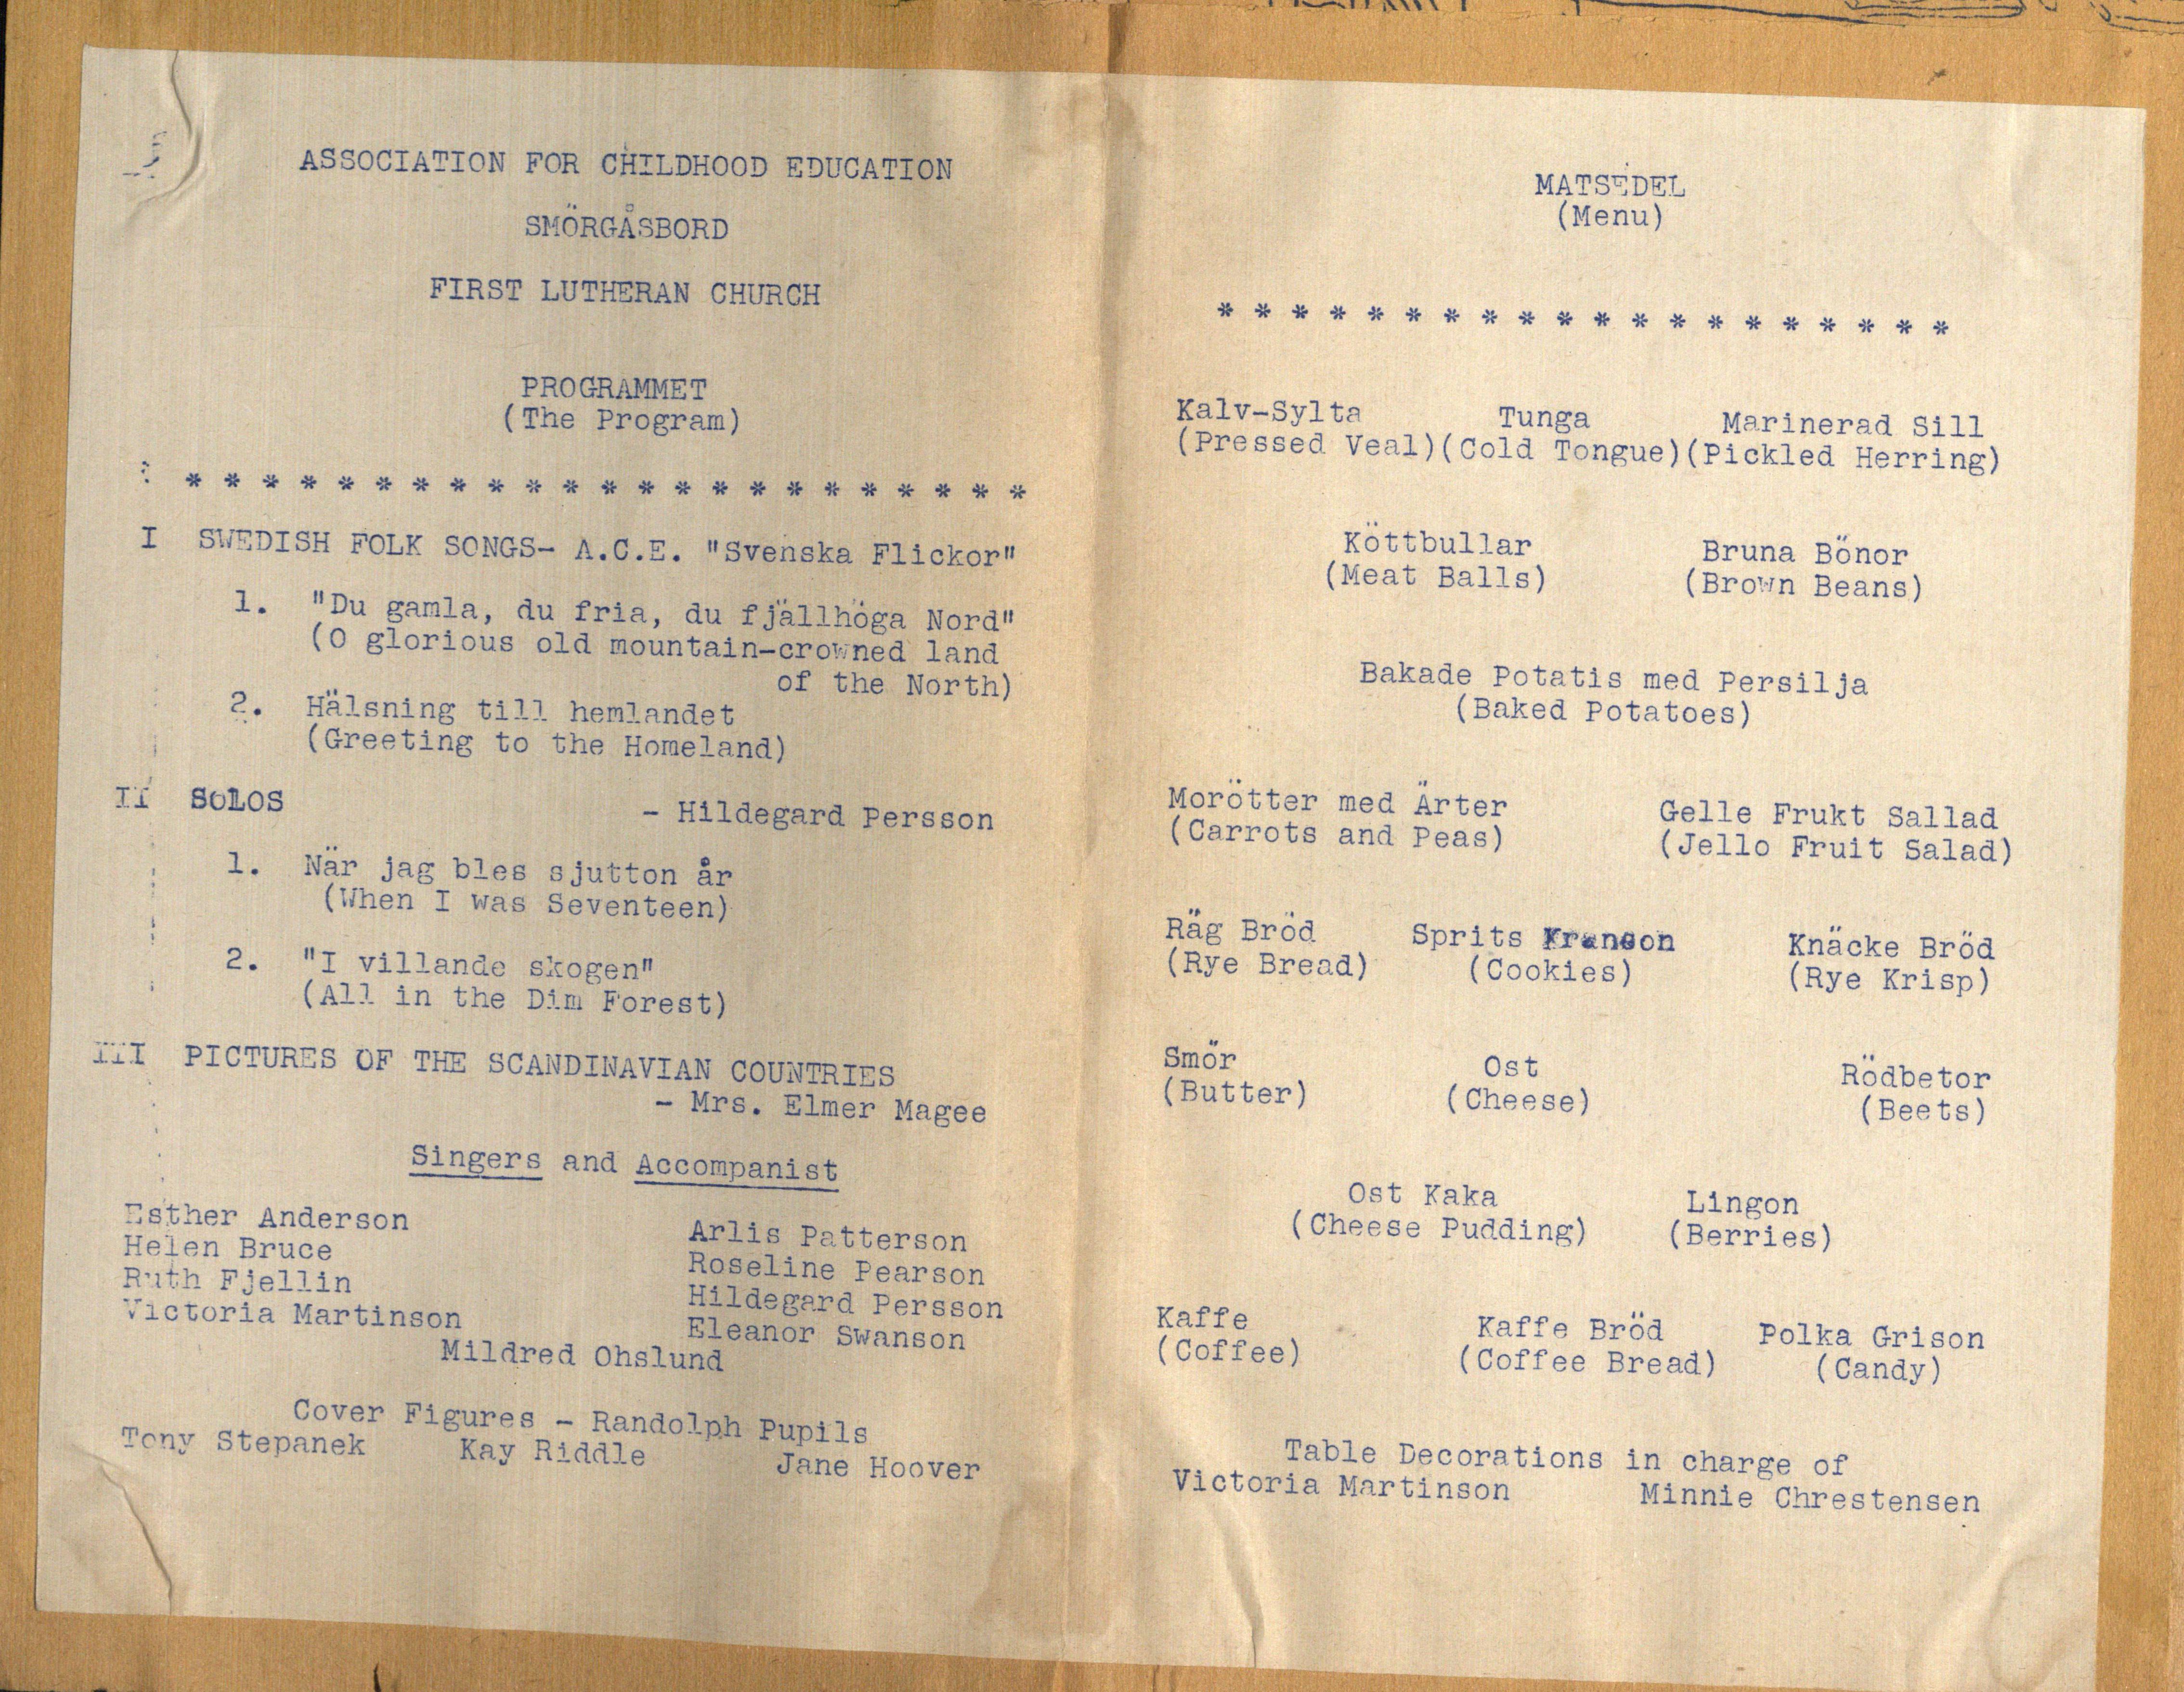 ASSOCIATION FOR CHILDHOOD EDUCATION
SMÖRGÅSBORD
FIRST LUTHERAN CHURCH
PROGRAMMET
(The Program)
* * * * * * * * * * * * * * * * * * * * * * *
I SWEDISH FOLK SONGS- A.C.E. "Svenska Flickor"
1. "Du gamla, du fria, du fjällhöga Nord"
(O glorious old mountain-crowned land
of the North)
2. Hälsning till hemlandet
(Greeting to the Homeland)
II SOLOS - Hildegard Persson
1. När jag bles sjutton år
(When I was Seventeen)
2. "I villande skogen"
(All in the Dim Forest)
III PICTURES OF THE SCANDINAVIAN COUNTRIES
- Mrs. Elmer Magee
Singers and Accompanist
Esther Anderson Arlis Patterson
Helen Bruce Roseline Pearson
Ruth Fjellin Hildegard Persson
Victoria Martinson Eleanor Swanson
Mildred Ohslund
Cover Figures - Randolph Pupils
Tony Stepanek Kay Riddle Jane Hoover
MATSEDEL
(Menu)
* * * * * * * * * * * * * * * * * * * *
Kalv-Sylta Tunga Marinerad Sill
(Pressed Veal)(Cold Tongue)(Pickled Herring)
Köttbullar Bruna Bönor
(Meat Balls) (Brown Beans)
Bakade Potatis med Persilja
(Baked Potatoes)
Morötter med Ärter Gelle Frukt Sallad
(Carrots and Peas) (Jello Fruit Salad)
Räg Bröd Sprits Knäcke Bröd
(Rye Bread) (Cookies) (Rye Krisp)
Smör Ost Rödbetor
(Butter) (Cheese) (Beets)
Ost Kaka Lingon
(Cheese Pudding) (Berries)
Kaffe Kaffe Bröd Polka Grison
(Coffee) (Coffee Bread) (Candy)
Table Decorations in charge of
Victoria Martinson Minnie Chrestensen